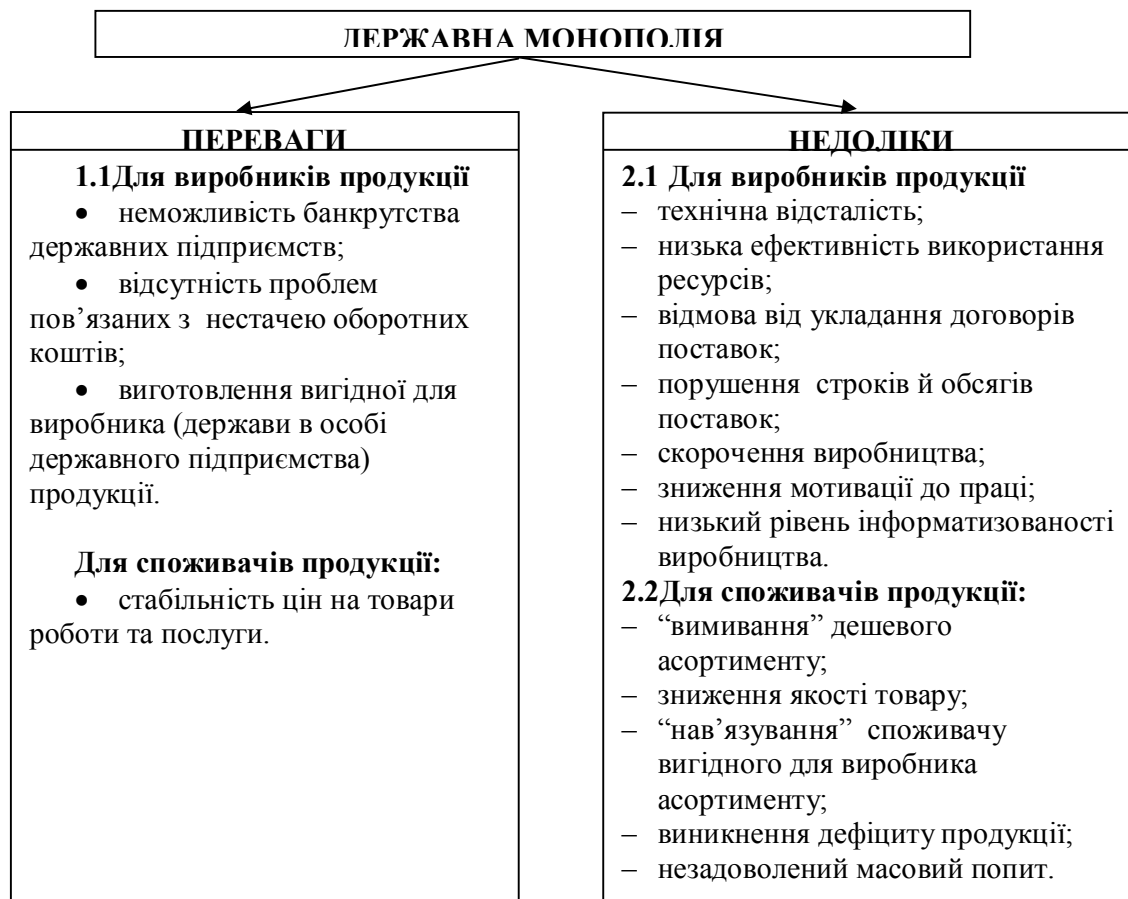 ДЕРЖАВНА МОНОПОЛІЯ
ПЕРЕВАГИ
1.1Для виробників продукції
• неможливість банкрутства
державних підприємств;
• відсутність проблем
пов’язаних з нестачею оборотних
коштів;
• виготовлення вигідної для
виробника (держави в особі
державного підприємства)
продукції.
Для споживачів продукції:
• стабільність цін на товари
роботи та послуги.
НЕДОЛІКИ
2.1 Для виробників продукції
– технічна відсталість;
– низька ефективність використання
ресурсів;
– відмова від укладання договорів
поставок;
– порушення строків й обсягів
поставок;
– скорочення виробництва;
– зниження мотивації до праці;
– низький рівень інформатизованості
виробництва.
2.2Для споживачів продукції:
– “вимивання” дешевого
асортименту;
– зниження якості товару;
– “нав’язування” споживачу
вигідного для виробника
асортименту;
– виникнення дефіциту продукції;
– незадоволений масовий попит.